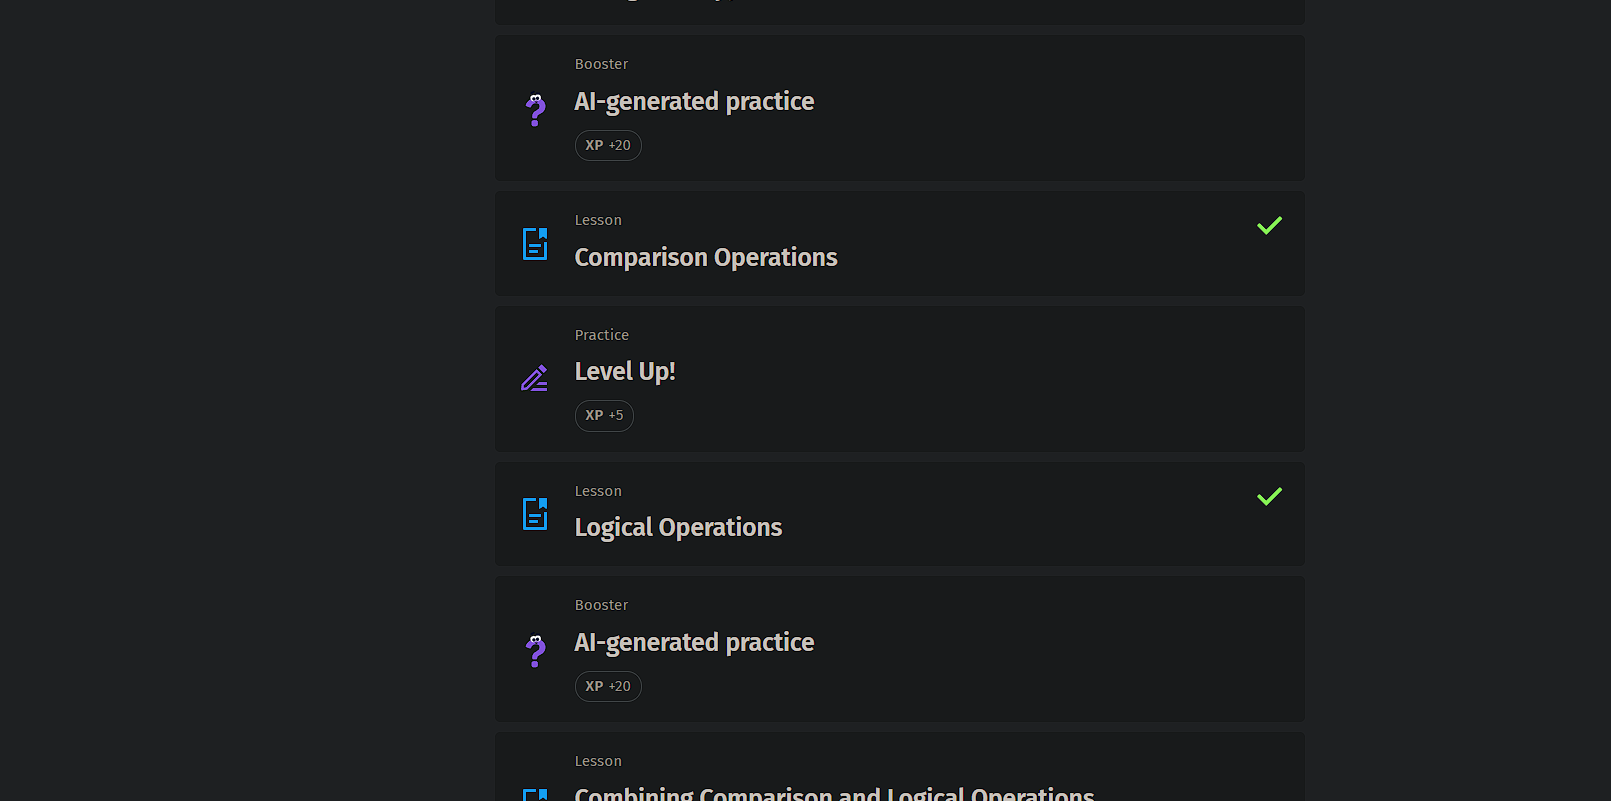 Booster
AI-generated practice
XP +20
Lesson
Comparison Operations
Practice
Level Up!
XP +5
Lesson
Logical Operations
Booster
AI-generated practice
XP +20
Lesson
Combining Comparison and Logical Operations